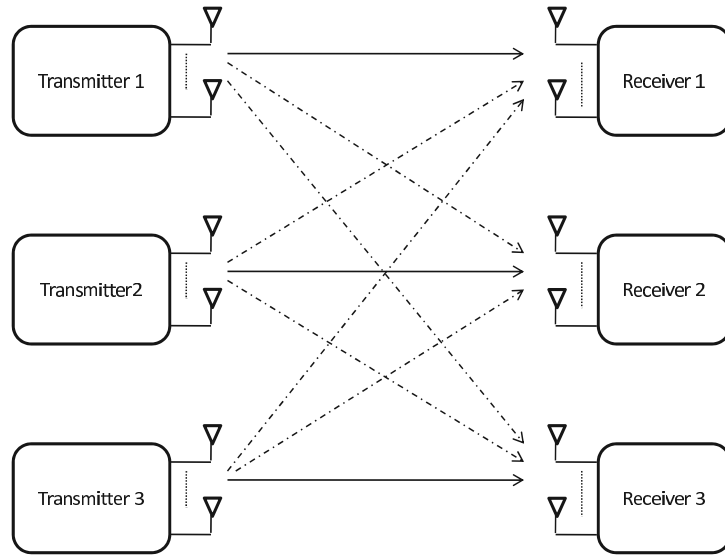 Transmitter 1
Receiver 1
Transmitter2
Receiver 2
Transmitter 3
Receiver 3